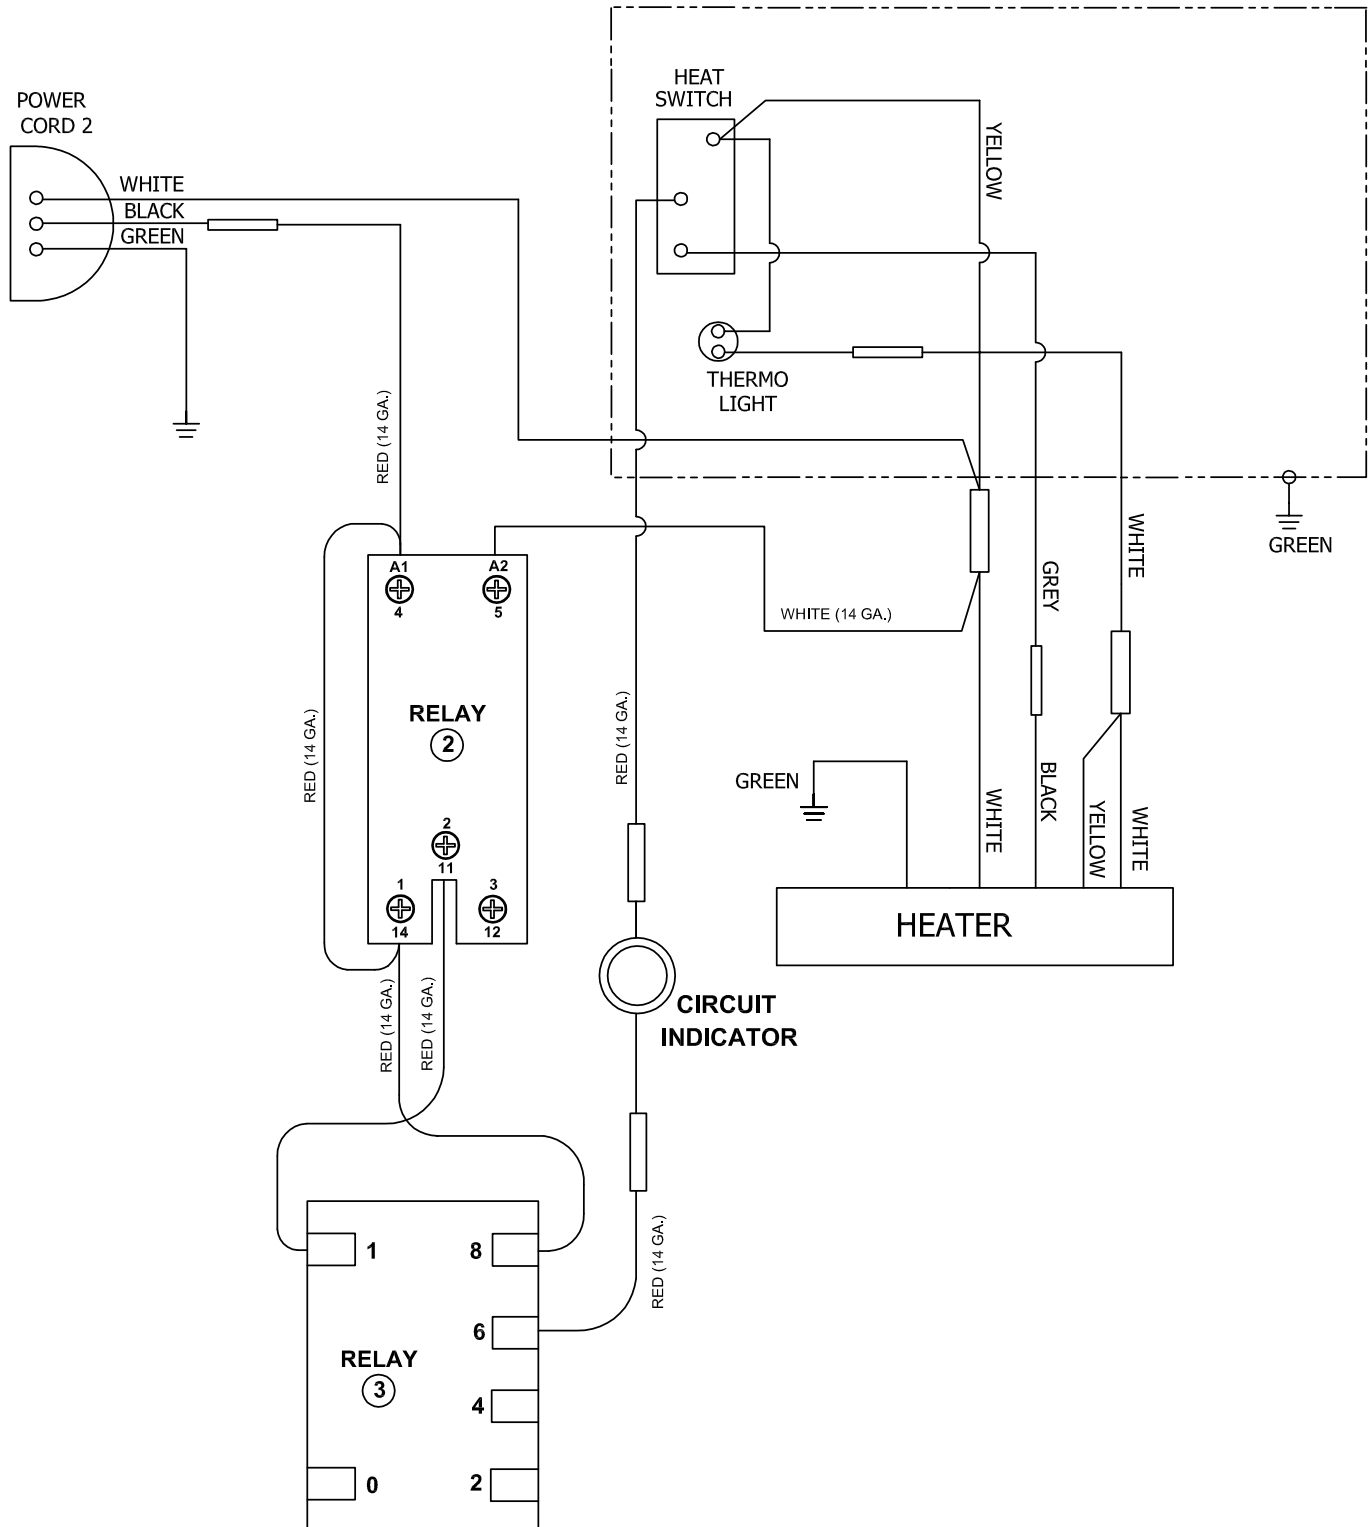 HEAT
SWITCH
POWER
CORD 2
WHITE
BLACK
GREEN
YELLOW
THERMO
LIGHT
RED (14 GA.)
GREEN
WHITE
GREY
A1
A2
4
5
WHITE (14 GA.)
RELAY
2
RED (14 GA.)
RED (14 GA.)
GREEN
WHITE
BLACK
YELLOW
WHITE
2
11
1
3
14
12
HEATER
RED (14 GA.)
RED (14 GA.)
CIRCUIT
INDICATOR
RED (14 GA.)
1
8
6
RELAY
3
4
0
2